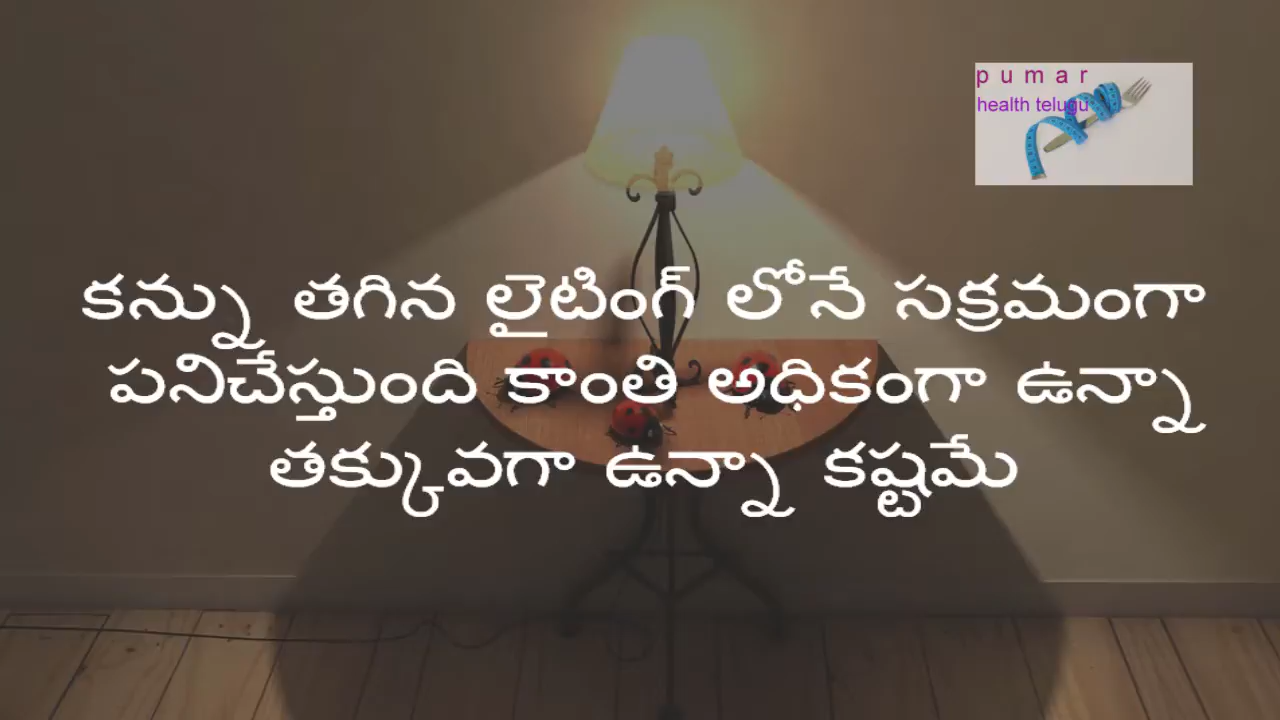 pumar
health telugu
కన్ను తగిన లైటింగ్ లోనే సక్రమంగా
పనిచేస్తుంది కాంతి అధికంగా ఉన్నా
తక్కువగా ఉన్నా కష్టమే